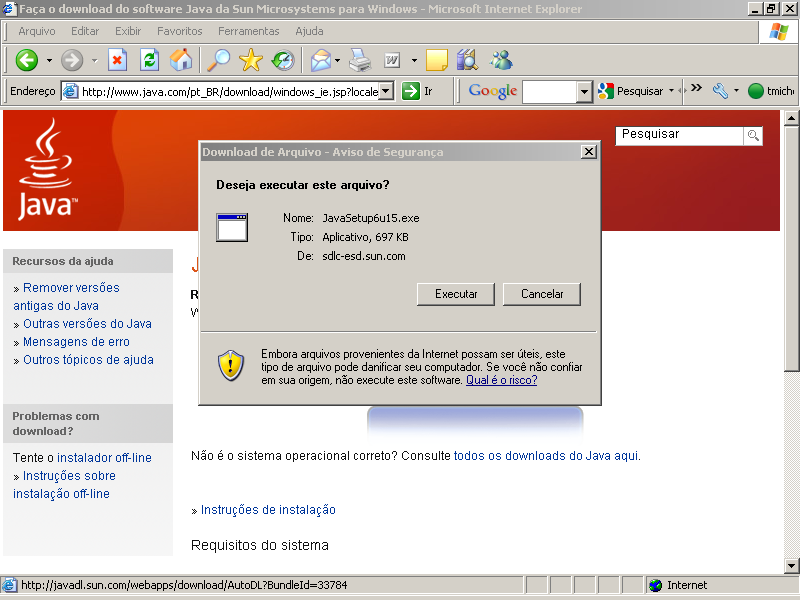 Faça o download do software Java da Sun Microsystems para Windows - Microsoft Internet Explorer
Arquivo Editar Exibir Favoritos Ferramentas Ajuda
Endereço http://www.java.com/pt_BR/download/windows_ie.jsp?locale Ir Google Pesquisar tmich
Java™
Pesquisar
Download de Arquivo - Aviso de Segurança
Deseja executar este arquivo?
Nome: JavaSetup6u15.exe
Tipo: Aplicativo, 697 KB
De: sdlc-esd.sun.com
Executar Cancelar
Embora arquivos provenientes da Internet possam ser úteis, este
tipo de arquivo pode danificar seu computador. Se você não confiar
em sua origem, não execute este software. Qual é o risco?
Recursos da ajuda
» Remover versões
antigas do Java
» Outras versões do Java
» Mensagens de erro
» Outros tópicos de ajuda
Problemas com
download?
Tente o instalador off-line
» Instruções sobre
instalação off-line
Não é o sistema operacional correto? Consulte todos os downloads do Java aqui.
» Instruções de instalação
Requisitos do sistema
http://javadl.sun.com/webapps/download/AutoDL?BundleId=33784 Internet